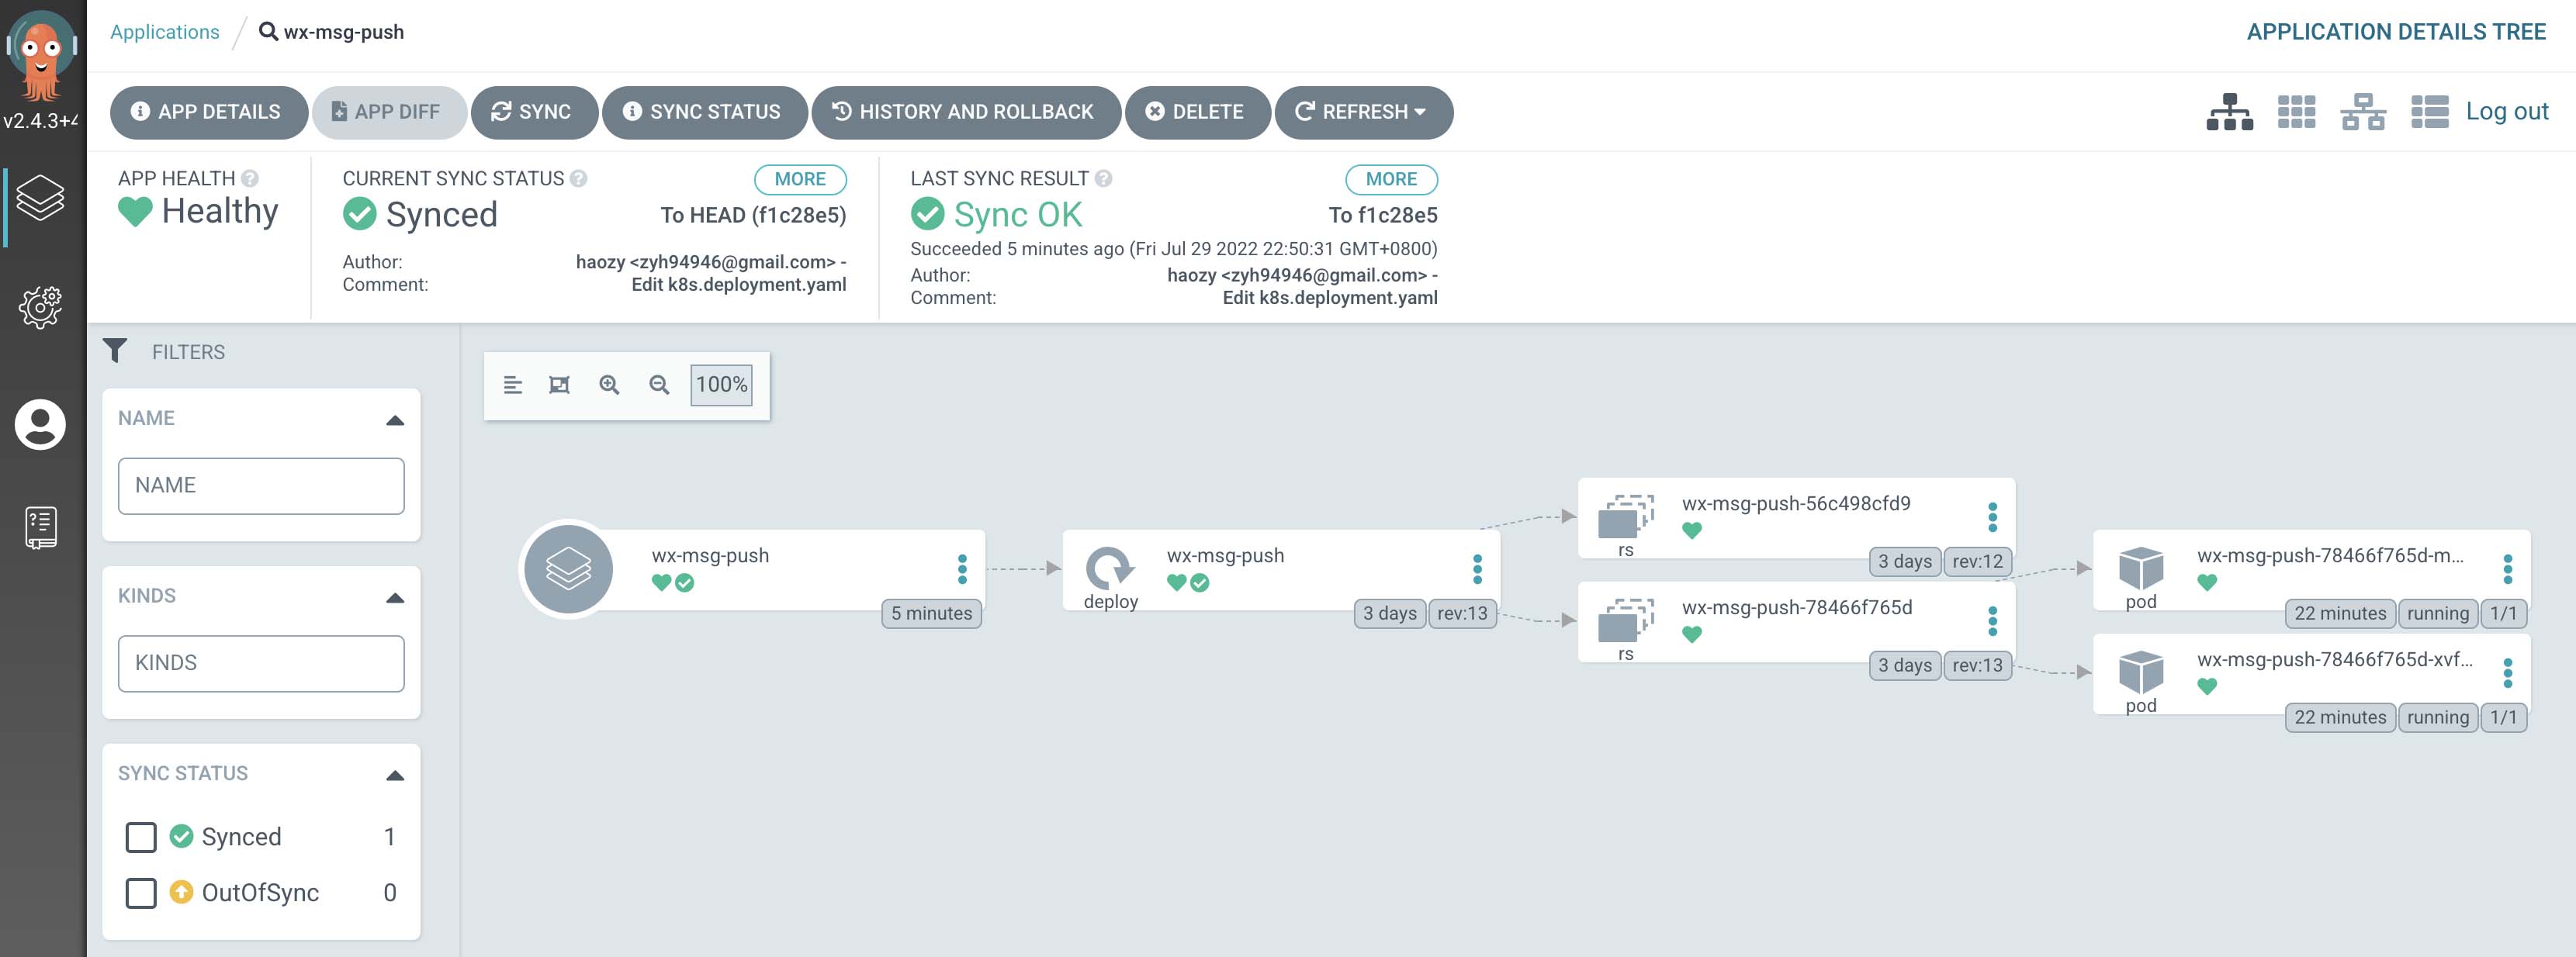 Applications / wx-msg-push
APPLICATION DETAILS TREE
v2.4.3+4
APP DETAILS
APP DIFF
SYNC
SYNC STATUS
HISTORY AND ROLLBACK
DELETE
REFRESH
Log out
APP HEALTH
Healthy
CURRENT SYNC STATUS
MORE
Synced
To HEAD (f1c28e5)
Author: haozy <zyh94946@gmail.com> -
Comment: Edit k8s.deployment.yaml
LAST SYNC RESULT
MORE
Sync OK
To f1c28e5
Succeeded 5 minutes ago (Fri Jul 29 2022 22:50:31 GMT+0800)
Author: haozy <zyh94946@gmail.com> -
Comment: Edit k8s.deployment.yaml
FILTERS
NAME
NAME
KINDS
KINDS
SYNC STATUS
Synced 1
OutOfSync 0
100%
wx-msg-push
5 minutes
wx-msg-push
deploy
3 days rev:13
wx-msg-push-56c498cfd9
rs
3 days rev:12
wx-msg-push-78466f765d
rs
3 days rev:13
wx-msg-push-78466f765d-m...
pod
22 minutes running 1/1
wx-msg-push-78466f765d-xvf...
pod
22 minutes running 1/1